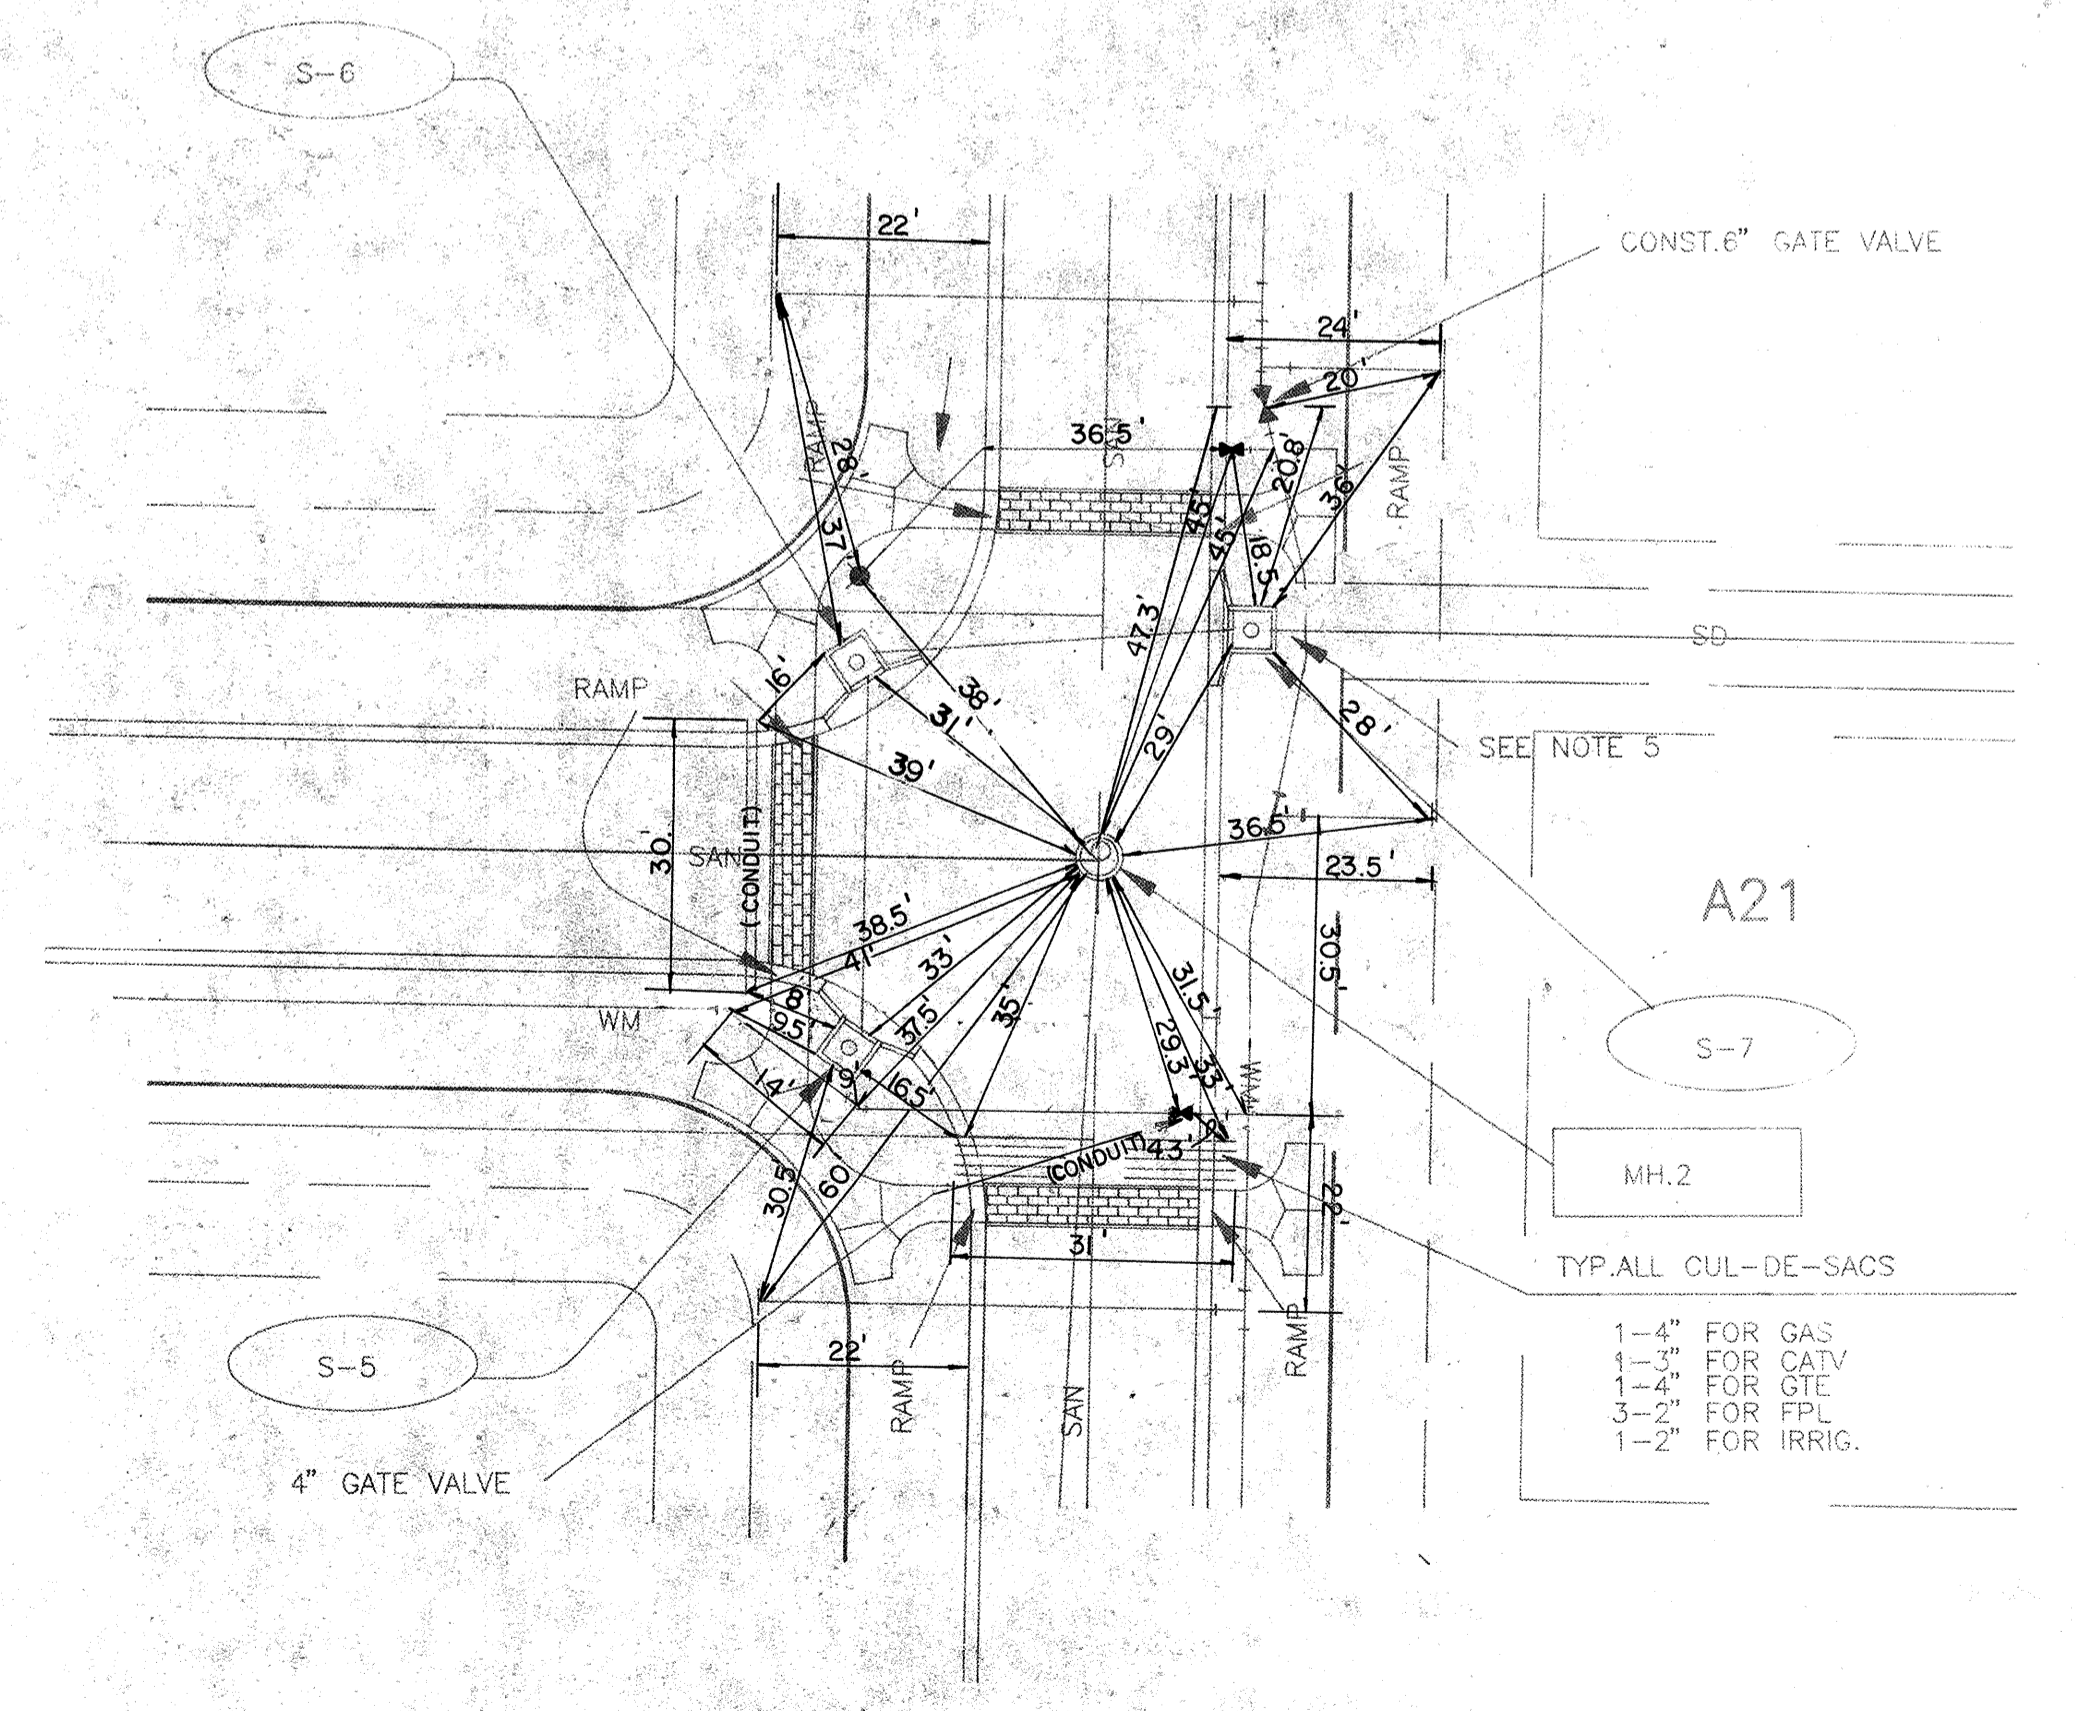 S-6
22'
CONST.6" GATE VALVE
24'
20'
RAMP
28'
36.5'
SAN
20.8'
36'
RAMP
37'
45'
45'
18.5'
47.3'
SD
16'
RAMP
38'
31'
29'
28'
SEE NOTE 5
39'
36.5'
30.'
SAN
(CONDUIT)
23.5'
A21
38.5'
41'
33'
30.5'
31.5'
8'
9.5'
37.5'
35'
29.3'
33'
WM
WM
S-7
14'
9'
16.5'
43'
(CONDUIT)
30.5'
60'
22'
MH.2
31'
TYP.ALL CUL-DE-SACS
1-4" FOR GAS
1-3" FOR CATV
1-4" FOR GTE
3-2" FOR FPL
1-2" FOR IRRIG.
S-5
22'
RAMP
SAN
RAMP
4" GATE VALVE